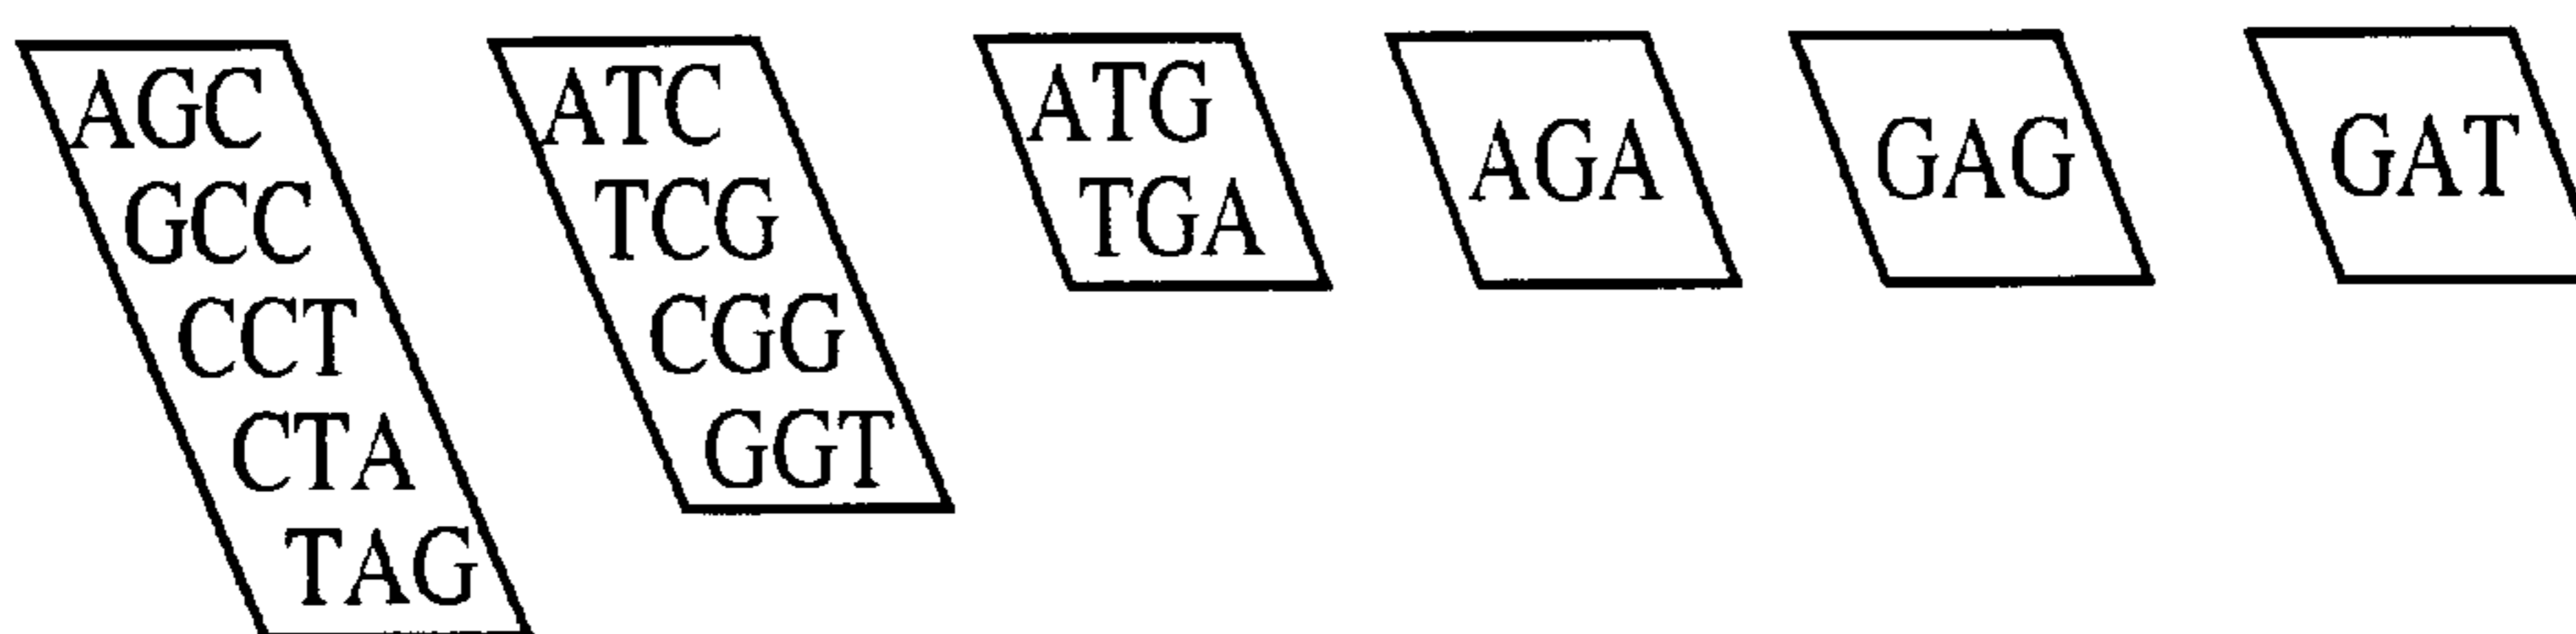 AGC
GCC
CCT
CTA
TAG
ATC
TCG
CGG
GGT
ATG
TGA
AGA
GAG
GAT